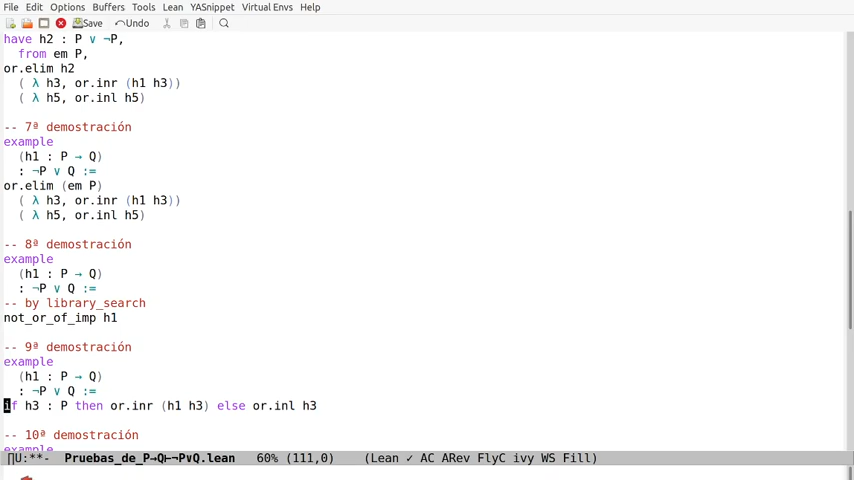 File Edit Options Buffers Tools Lean YASnippet Virtual Envs Help
Save Undo
have h2 : P ∨ ¬P,
  from em P,
or.elim h2
  ( λ h3, or.inr (h1 h3))
  ( λ h5, or.inl h5)
-- 7ª demostración
example
  (h1 : P → Q)
  : ¬P ∨ Q :=
or.elim (em P)
  ( λ h3, or.inr (h1 h3))
  ( λ h5, or.inl h5)
-- 8ª demostración
example
  (h1 : P → Q)
  : ¬P ∨ Q :=
-- by library_search
not_or_of_imp h1
-- 9ª demostración
example
  (h1 : P → Q)
  : ¬P ∨ Q :=
if h3 : P then or.inr (h1 h3) else or.inl h3
-- 10ª demostración
example
∏U:**-  Pruebas_de_P→Q⊢¬P∨Q.lean   60% (111,0)    (Lean ✓ AC ARev FlyC ivy WS Fill)